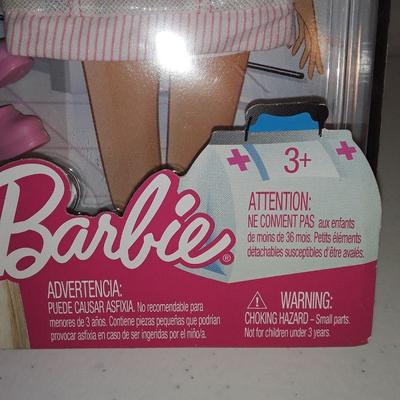 3+
ATTENTION:
NE CONVIENT PAS aux enfants
de moins de 36 mois. Petits éléments
détachables susceptibles d'être avalés.
Barbie®
ADVERTENCIA:
PUEDE CAUSAR ASFIXIA. No recomendable para
menores de 3 años. Contiene piezas pequeñas que podrían
provocar asfixia en caso de ser ingeridas por el niño/a.
WARNING:
CHOKING HAZARD – Small parts.
Not for children under 3 years.